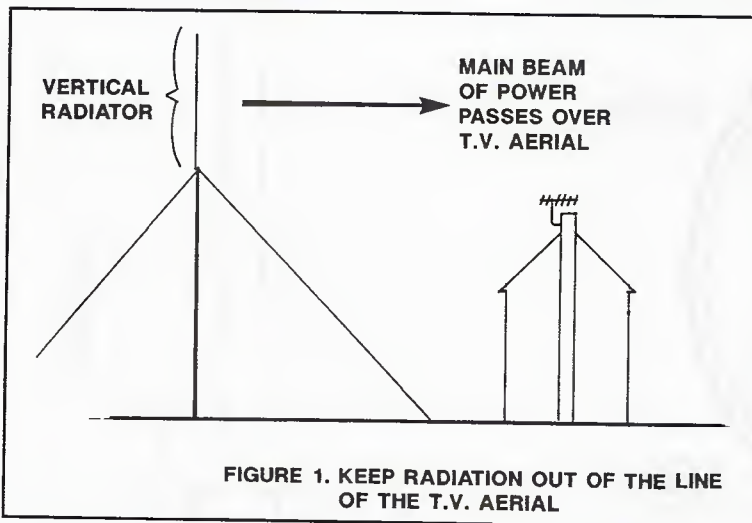 VERTICAL
RADIATOR
MAIN BEAM
OF POWER
PASSES OVER
T.V. AERIAL
FIGURE 1. KEEP RADIATION OUT OF THE LINE
OF THE T.V. AERIAL